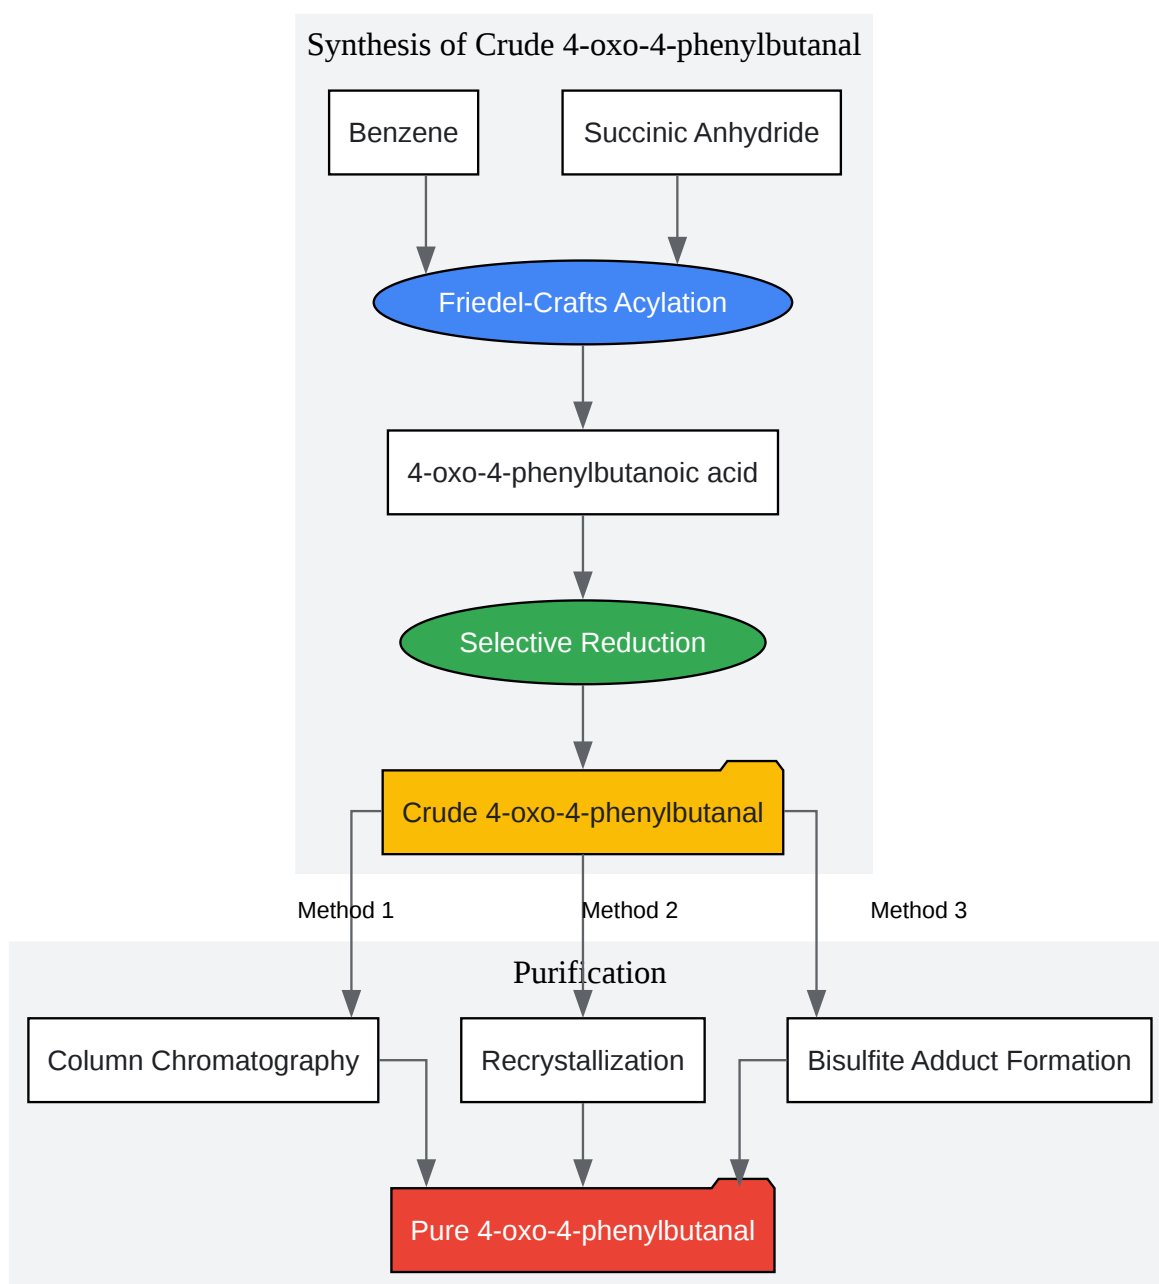 Synthesis of Crude 4-oxo-4-phenylbutanal
Benzene
Succinic Anhydride
Friedel-Crafts Acylation
4-oxo-4-phenylbutanoic acid
Selective Reduction
Crude 4-oxo-4-phenylbutanal
Method 1
Method 2
Method 3
Purification
Column Chromatography
Recrystallization
Bisulfite Adduct Formation
Pure 4-oxo-4-phenylbutanal